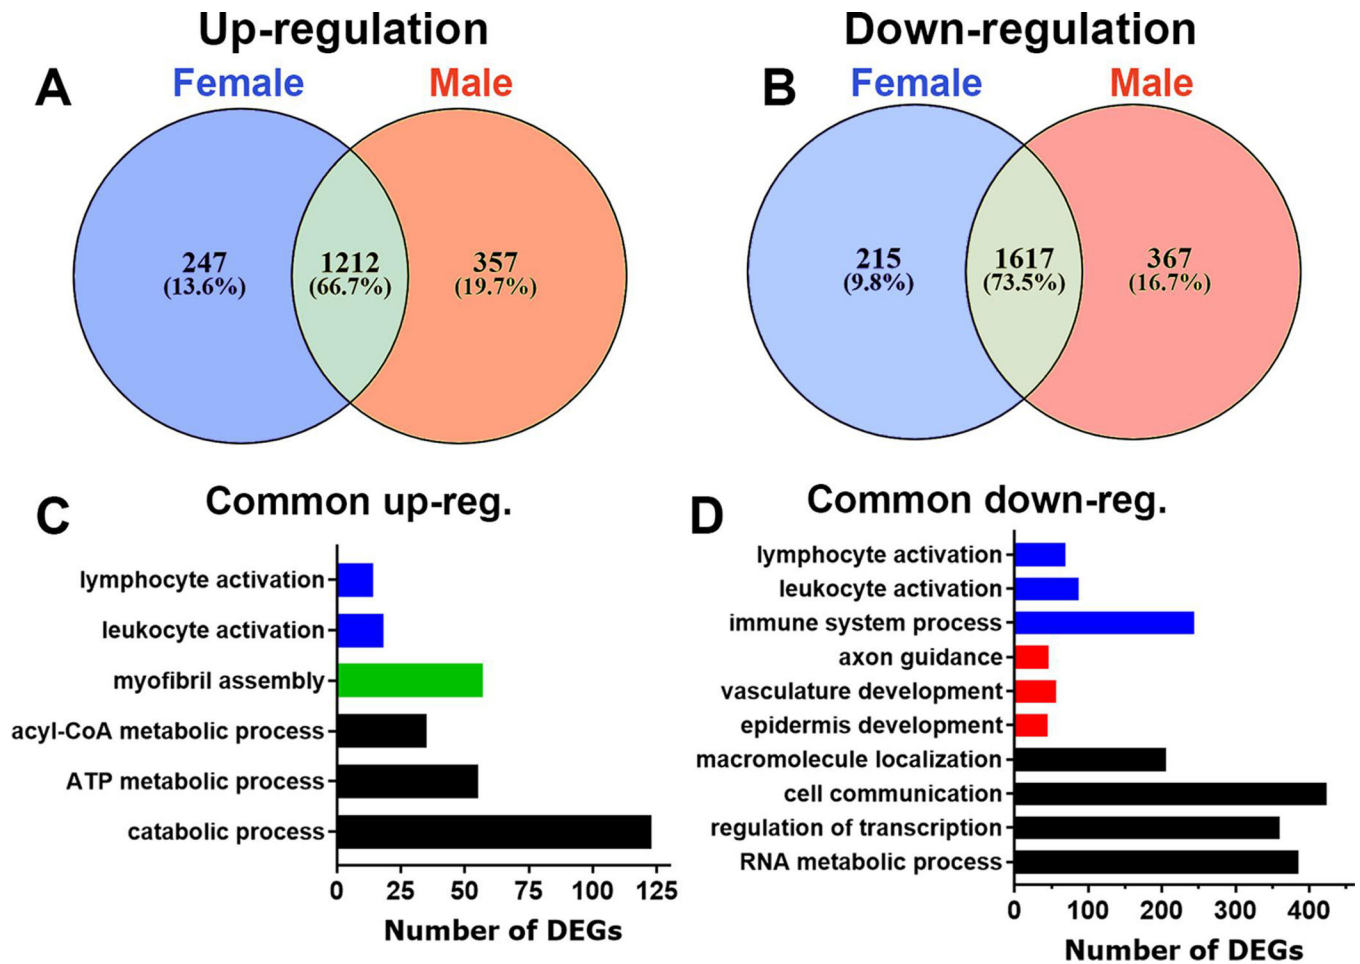 Up-regulation
Down-regulation
A
Female
Male
B
Female
Male
247
(13.6%)
1212
(66.7%)
357
(19.7%)
215
(9.8%)
1617
(73.5%)
367
(16.7%)
C
Common up-reg.
lymphocyte activation
leukocyte activation
myofibril assembly
acyl-CoA metabolic process
ATP metabolic process
catabolic process
0 25 50 75 100 125
Number of DEGs
D
Common down-reg.
lymphocyte activation
leukocyte activation
immune system process
axon guidance
vasculature development
epidermis development
macromolecule localization
cell communication
regulation of transcription
RNA metabolic process
0 100 200 300 400
Number of DEGs